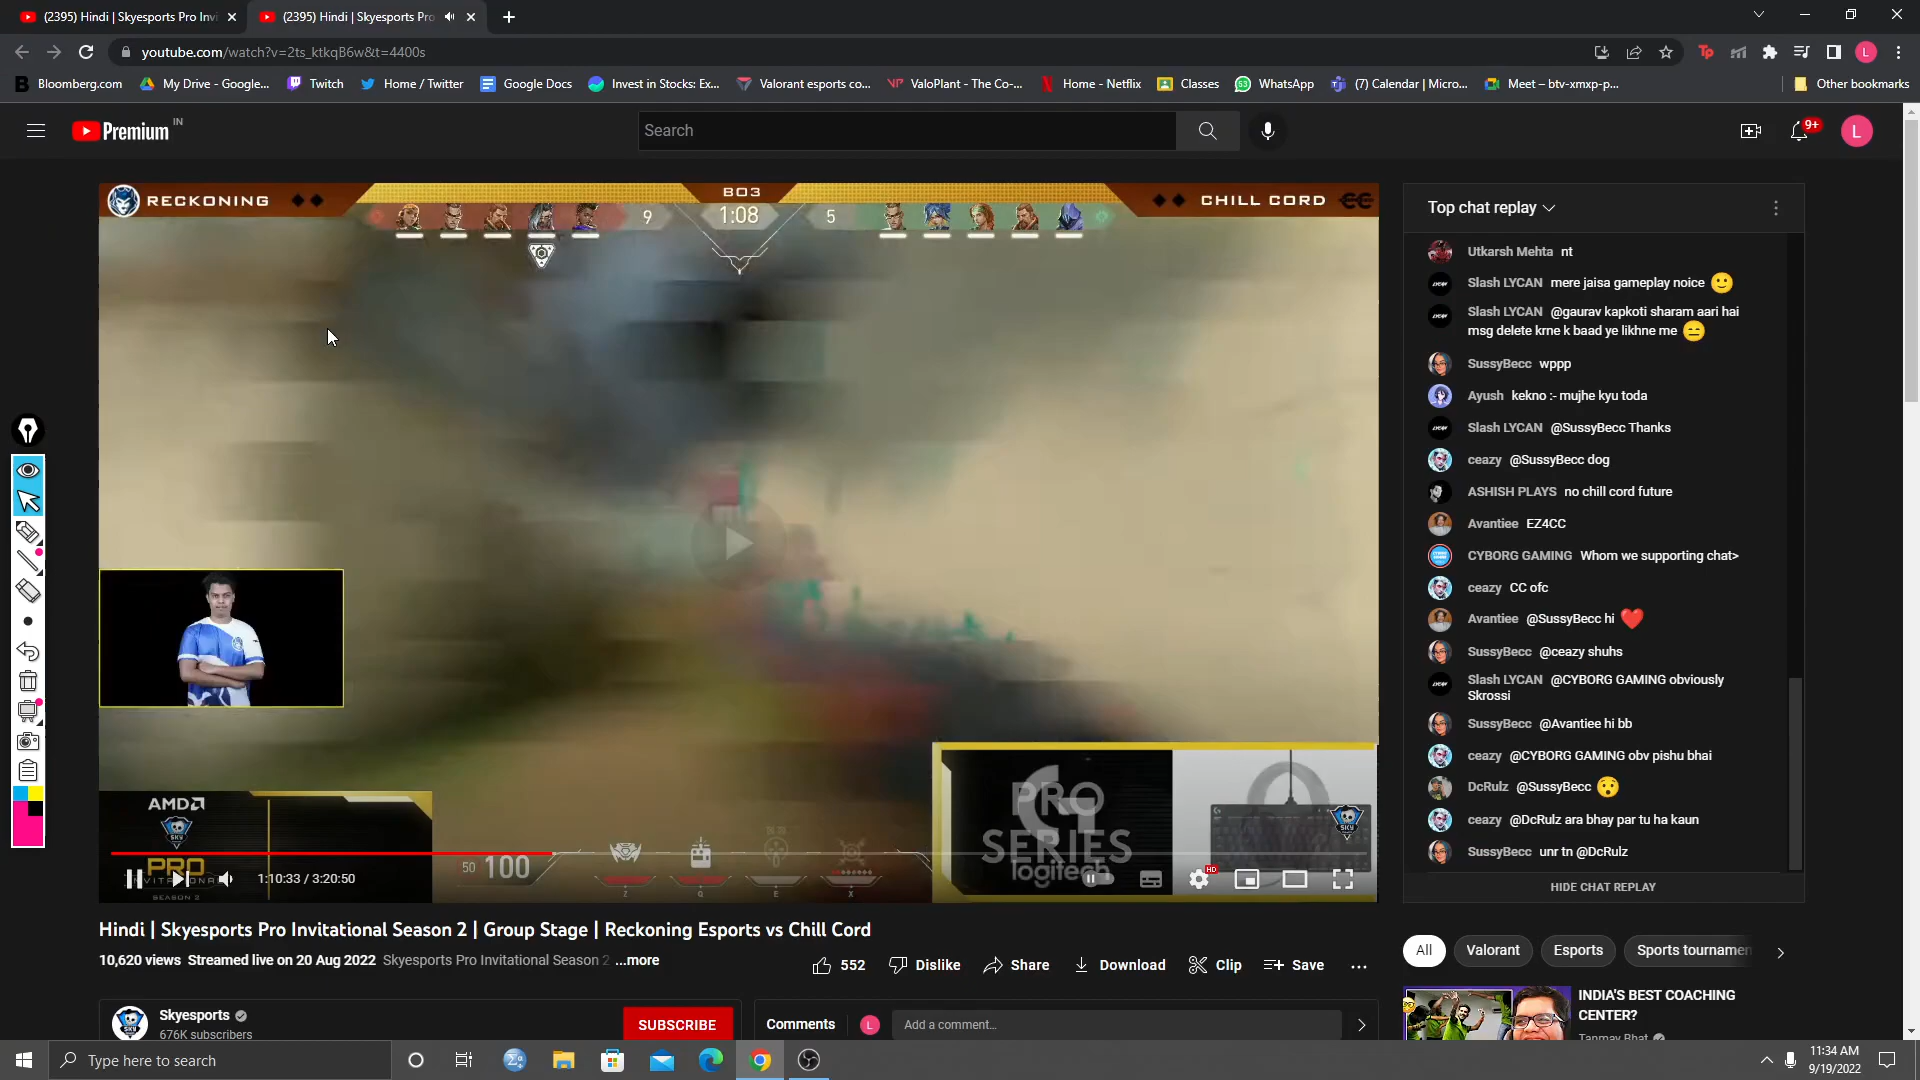 (2395) Hindi | Skyesports Pro Inv
(2395) Hindi | Skyesports Pro
youtube.com/watch?v=2ts_ktkqB6w&t=4400s
Bloomberg.com
My Drive - Google...
Twitch
Home / Twitter
Google Docs
Invest in Stocks: Ex...
Valorant esports co...
ValoPlant - The Co-...
Home - Netflix
Classes
WhatsApp
(7) Calendar | Micro...
Meet – btv-xmxp-p...
Other bookmarks
Premium IN
Search
9+
L
RECKONING
9
BO3
1:08
5
CHILL CORD
Top chat replay
Utkarsh Mehta nt
Slash LYCAN mere jaisa gameplay noice 🙂
Slash LYCAN @gaurav kapkoti sharam aari hai
msg delete krne k baad ye likhne me 😑
SussyBecc wppp
Ayush kekno :- mujhe kyu toda
Slash LYCAN @SussyBecc Thanks
ceazy @SussyBecc dog
ASHISH PLAYS no chill cord future
Avantiee EZ4CC
CYBORG GAMING Whom we supporting chat>
ceazy CC ofc
Avantiee @SussyBecc hi ❤️
SussyBecc @ceazy shuhs
Slash LYCAN @CYBORG GAMING obviously
Skrossi
SussyBecc @Avantiee hi bb
ceazy @CYBORG GAMING obv pishu bhai
DcRulz @SussyBecc 😯
ceazy @DcRulz ara bhay par tu ha kaun
SussyBecc unr tn @DcRulz
HIDE CHAT REPLAY
AMD
SKY
PRO
INVITATIONAL
SEASON 2
1:10:33 / 3:20:50
50 100
Z
Q
E
X
PRO
SERIES
logitech
SKY
HD
Hindi | Skyesports Pro Invitational Season 2 | Group Stage | Reckoning Esports vs Chill Cord
10,620 views Streamed live on 20 Aug 2022 Skyesports Pro Invitational Season 2 ...more
552
Dislike
Share
Download
Clip
Save
Skyesports
676K subscribers
SUBSCRIBE
Comments
L
Add a comment...
All
Valorant
Esports
Sports tournamen
INDIA'S BEST COACHING
CENTER?
Tanmay Bhat
Type here to search
11:34 AM
9/19/2022